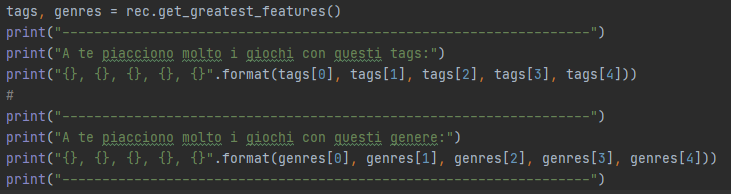 tags, genres = rec.get_greatest_features()
print("------------------------------------------------------------------")
print("A te piacciono molto i giochi con questi tags:")
print("{}, {}, {}, {}, {}".format(tags[0], tags[1], tags[2], tags[3], tags[4]))
#
print("------------------------------------------------------------------")
print("A te piacciono molto i giochi con questi genere:")
print("{}, {}, {}, {}, {}".format(genres[0], genres[1], genres[2], genres[3], genres[4]))
print("------------------------------------------------------------------")